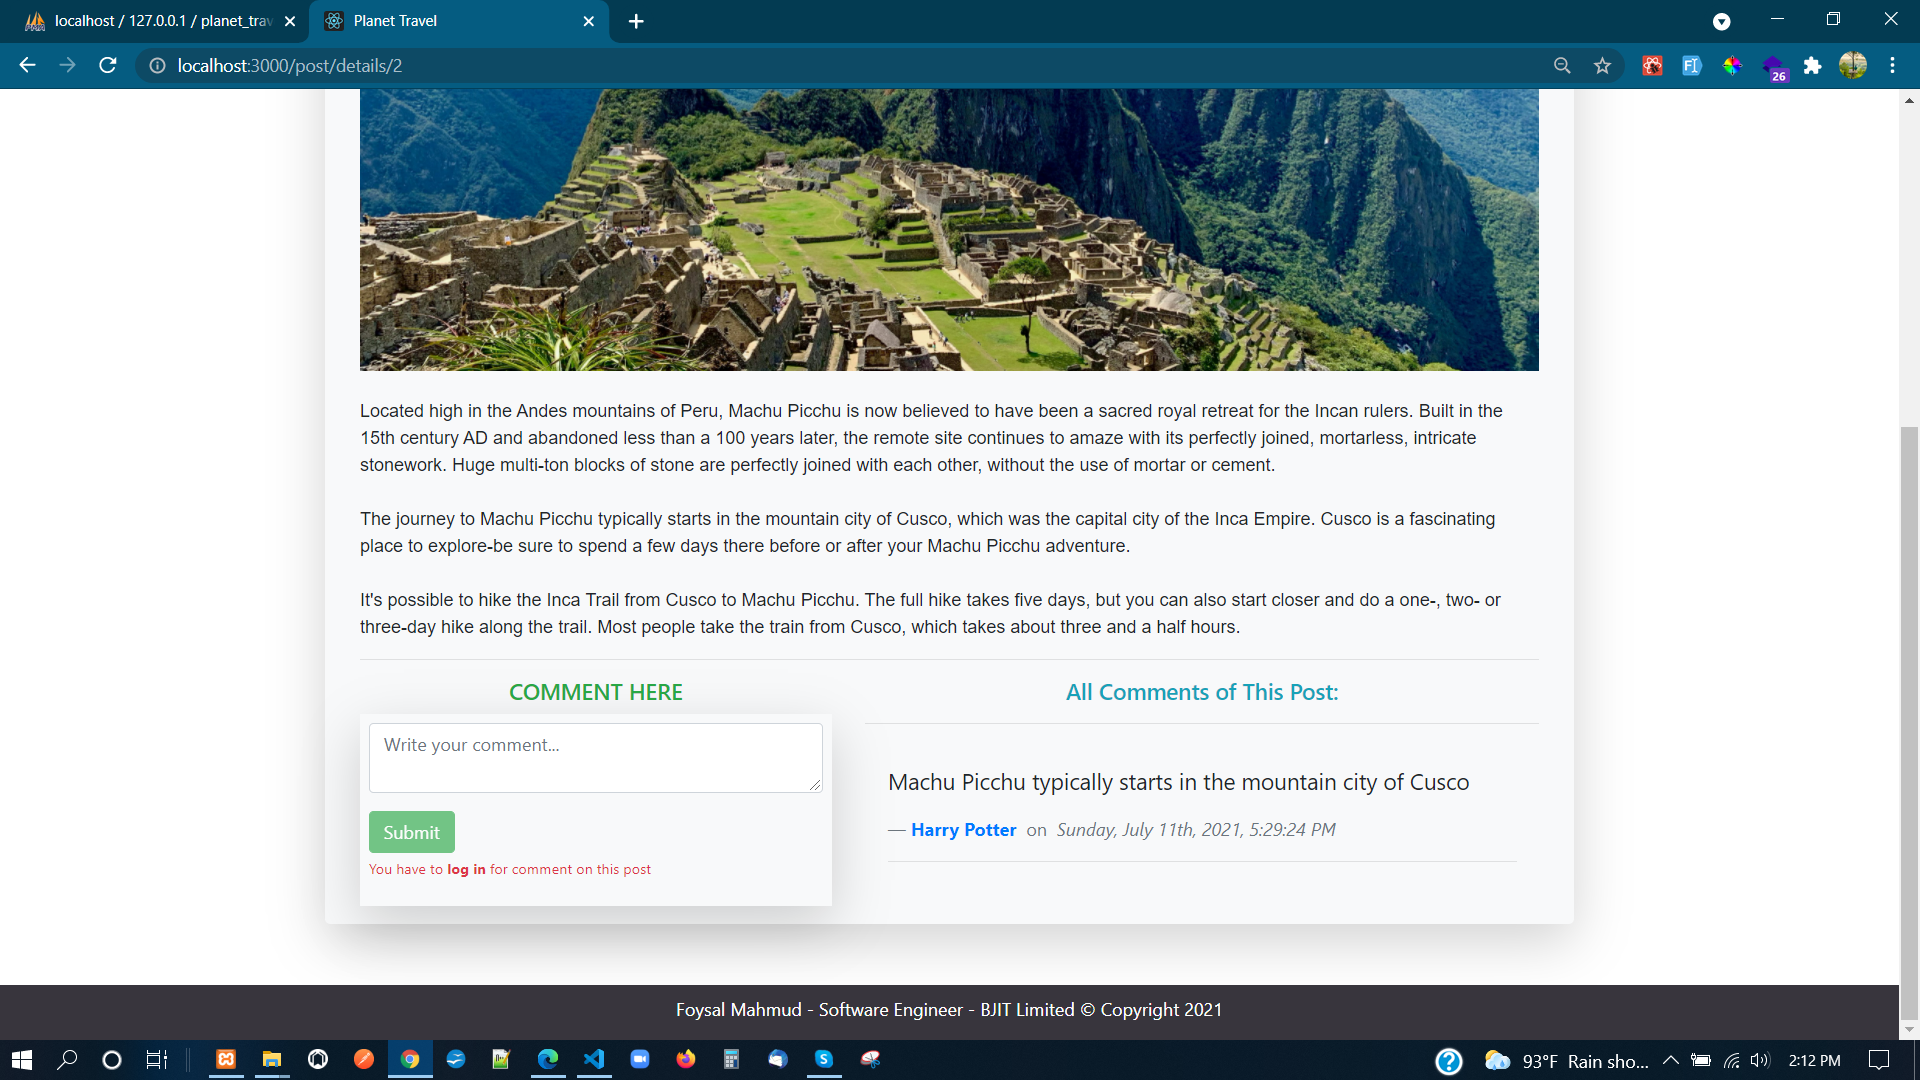 localhost / 127.0.0.1 / planet_trav
Planet Travel
localhost:3000/post/details/2
26
Located high in the Andes mountains of Peru, Machu Picchu is now believed to have been a sacred royal retreat for the Incan rulers. Built in the
15th century AD and abandoned less than a 100 years later, the remote site continues to amaze with its perfectly joined, mortarless, intricate
stonework. Huge multi-ton blocks of stone are perfectly joined with each other, without the use of mortar or cement.
The journey to Machu Picchu typically starts in the mountain city of Cusco, which was the capital city of the Inca Empire. Cusco is a fascinating
place to explore-be sure to spend a few days there before or after your Machu Picchu adventure.
It's possible to hike the Inca Trail from Cusco to Machu Picchu. The full hike takes five days, but you can also start closer and do a one-, two- or
three-day hike along the trail. Most people take the train from Cusco, which takes about three and a half hours.
COMMENT HERE
Write your comment...
Submit
You have to log in for comment on this post
All Comments of This Post:
Machu Picchu typically starts in the mountain city of Cusco
— Harry Potter on Sunday, July 11th, 2021, 5:29:24 PM
Foysal Mahmud - Software Engineer - BJIT Limited © Copyright 2021
93°F Rain sho...
2:12 PM